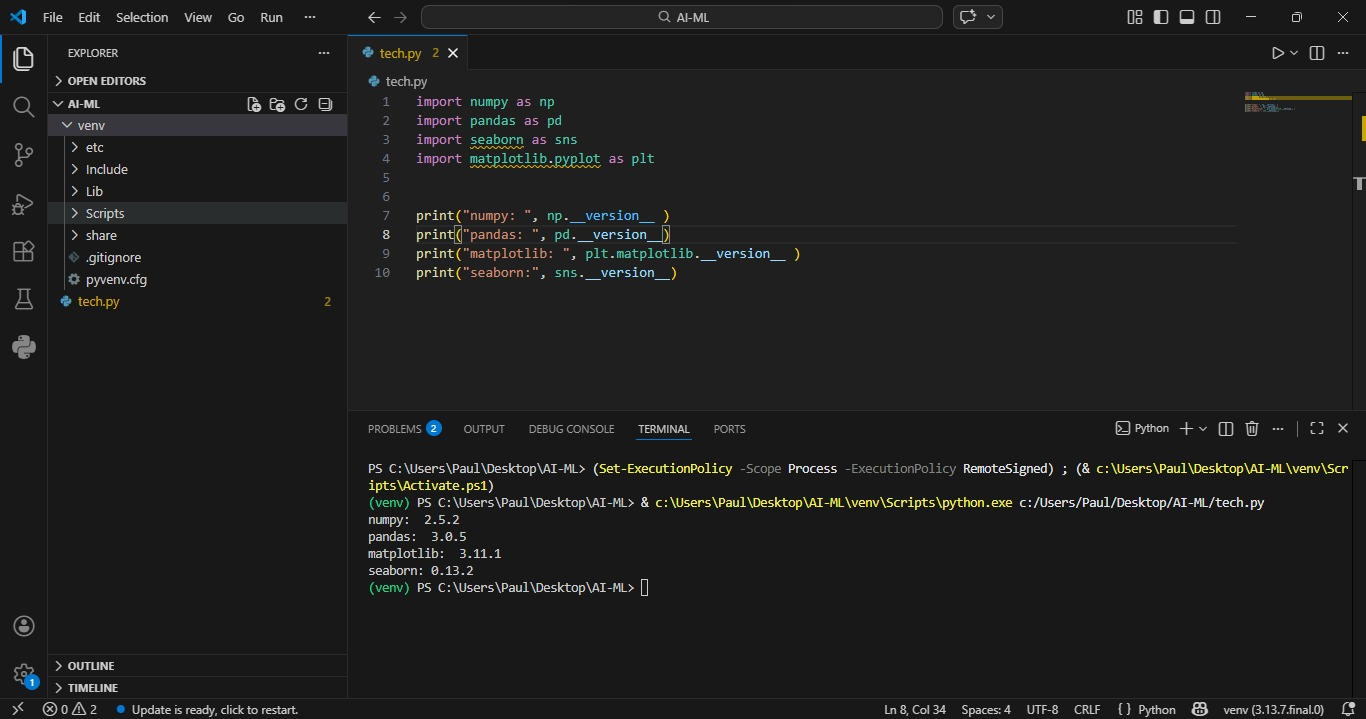 File Edit Selection View Go Run ···
AI-ML
EXPLORER
OPEN EDITORS
AI-ML
venv
etc
Include
Lib
Scripts
share
.gitignore
pyvenv.cfg
tech.py 2
OUTLINE
TIMELINE
tech.py 2
tech.py
1 import numpy as np
2 import pandas as pd
3 import seaborn as sns
4 import matplotlib.pyplot as plt
5
6
7 print("numpy: ", np.__version__ )
8 print("pandas: ", pd.__version__)
9 print("matplotlib: ", plt.matplotlib.__version__ )
10 print("seaborn:", sns.__version__)
PROBLEMS 2 OUTPUT DEBUG CONSOLE TERMINAL PORTS
Python
PS C:\Users\Paul\Desktop\AI-ML> (Set-ExecutionPolicy -Scope Process -ExecutionPolicy RemoteSigned) ; (& c:\Users\Paul\Desktop\AI-ML\venv\Scr
ipts\Activate.ps1)
(venv) PS C:\Users\Paul\Desktop\AI-ML> & c:\Users\Paul\Desktop\AI-ML\venv\Scripts\python.exe c:/Users/Paul/Desktop/AI-ML/tech.py
numpy: 2.5.2
pandas: 3.0.5
matplotlib: 3.11.1
seaborn: 0.13.2
(venv) PS C:\Users\Paul\Desktop\AI-ML>
1
0 2 Update is ready, click to restart. Ln 8, Col 34 Spaces: 4 UTF-8 CRLF { } Python venv (3.13.7.final.0)